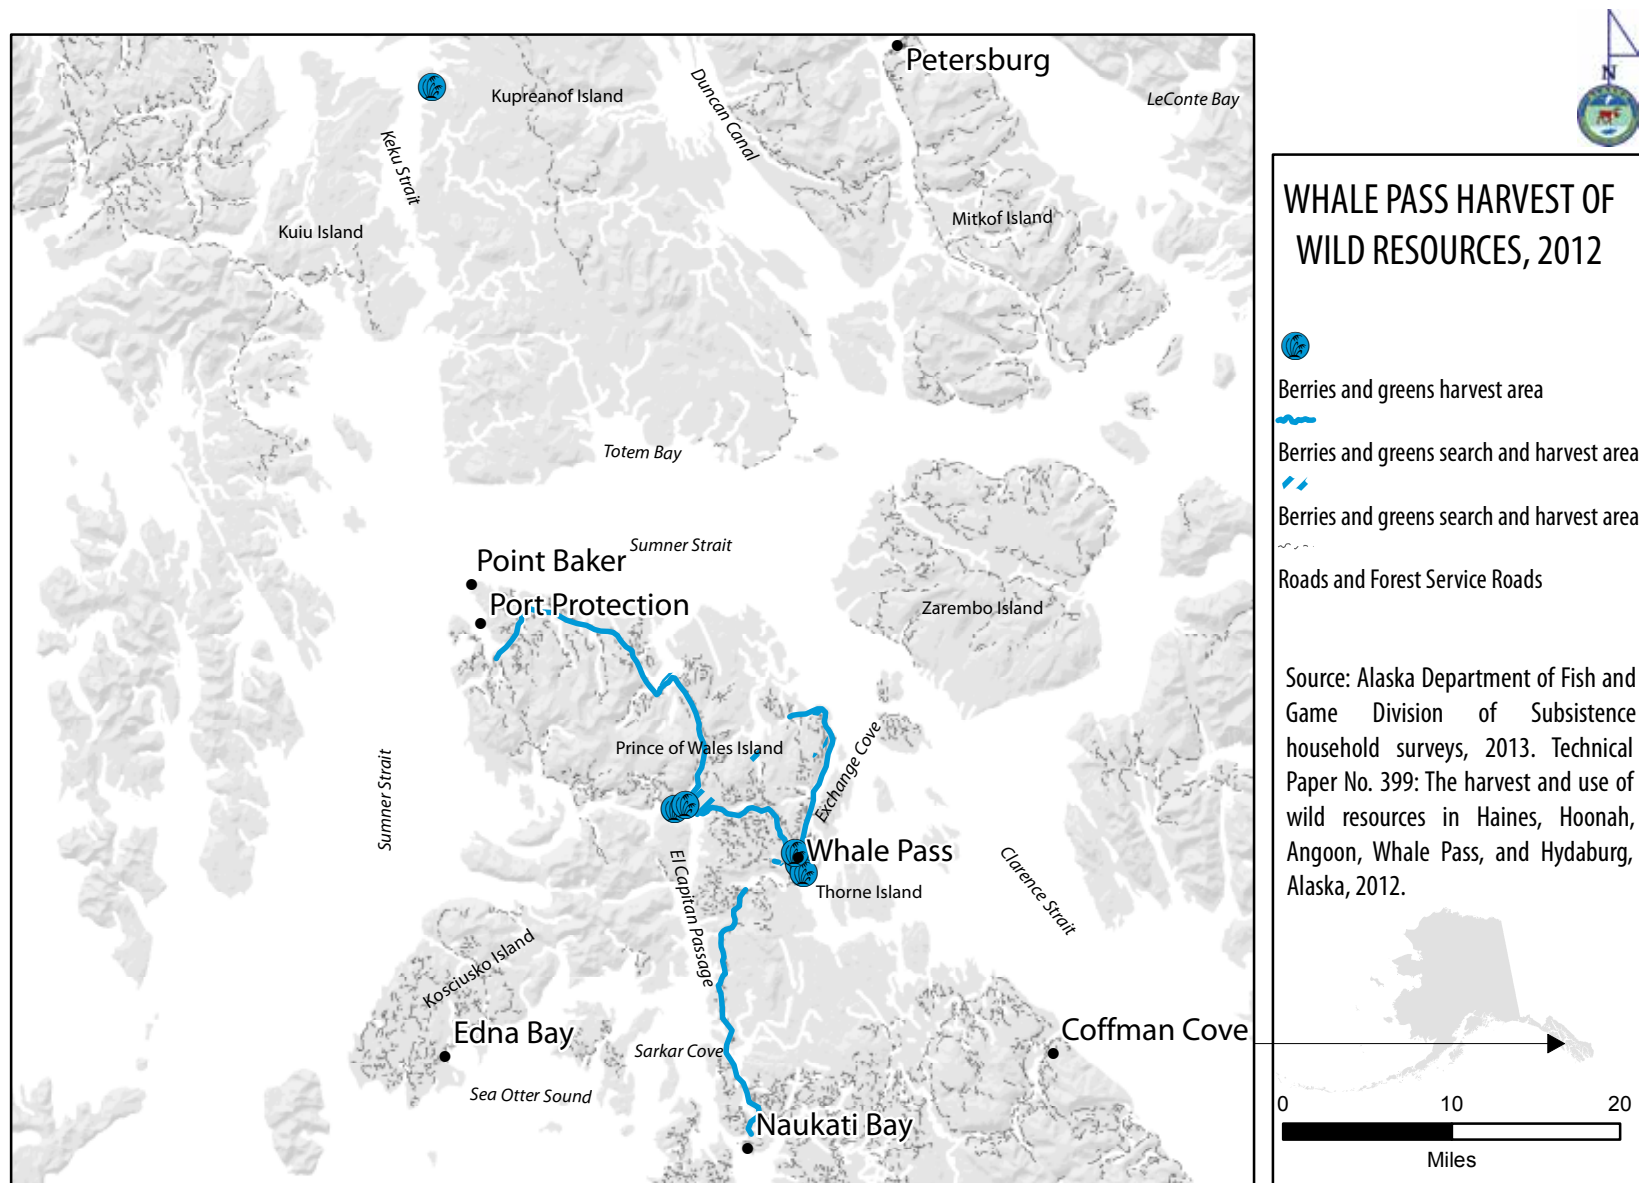 Petersburg
LeConte Bay
Kupreanof Island
Duncan Canal
Keku Strait
Kuiu Island
Mitkof Island
Totem Bay
Sumner Strait
Point Baker
Port Protection
Zarembo Island
Prince of Wales Island
Exchange Cove
Sumner Strait
Whale Pass
Thorne Island
El Capitan Passage
Clarence Strait
Kosciusko Island
Edna Bay
Sarkar Cove
Coffman Cove
Sea Otter Sound
Naukati Bay
N
WHALE PASS HARVEST OF
WILD RESOURCES, 2012
Berries and greens harvest area
Berries and greens search and harvest area
Berries and greens search and harvest area
Roads and Forest Service Roads
Source: Alaska Department of Fish and
Game Division of Subsistence
household surveys, 2013. Technical
Paper No. 399: The harvest and use of
wild resources in Haines, Hoonah,
Angoon, Whale Pass, and Hydaburg,
Alaska, 2012.
0 10 20
Miles